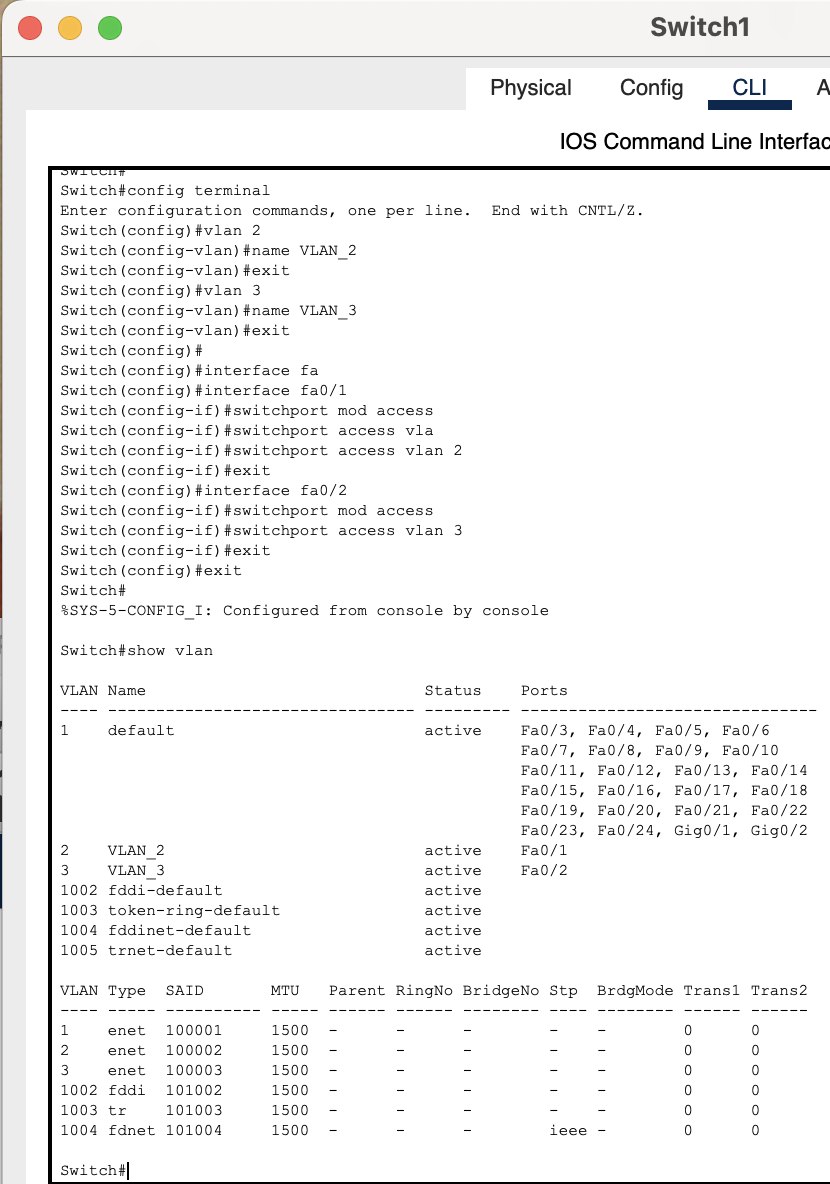 Switch1
Physical Config CLI A
IOS Command Line Interfac
Switch#
Switch#config terminal
Enter configuration commands, one per line.  End with CNTL/Z.
Switch(config)#vlan 2
Switch(config-vlan)#name VLAN_2
Switch(config-vlan)#exit
Switch(config)#vlan 3
Switch(config-vlan)#name VLAN_3
Switch(config-vlan)#exit
Switch(config)#
Switch(config)#interface fa
Switch(config)#interface fa0/1
Switch(config-if)#switchport mod access
Switch(config-if)#switchport access vla
Switch(config-if)#switchport access vlan 2
Switch(config-if)#exit
Switch(config)#interface fa0/2
Switch(config-if)#switchport mod access
Switch(config-if)#switchport access vlan 3
Switch(config-if)#exit
Switch(config)#exit
Switch#
%SYS-5-CONFIG_I: Configured from console by console
Switch#show vlan
VLAN Name                             Status    Ports
---- -------------------------------- --------- -------------------------------
1    default                          active    Fa0/3, Fa0/4, Fa0/5, Fa0/6
                                                Fa0/7, Fa0/8, Fa0/9, Fa0/10
                                                Fa0/11, Fa0/12, Fa0/13, Fa0/14
                                                Fa0/15, Fa0/16, Fa0/17, Fa0/18
                                                Fa0/19, Fa0/20, Fa0/21, Fa0/22
                                                Fa0/23, Fa0/24, Gig0/1, Gig0/2
2    VLAN_2                           active    Fa0/1
3    VLAN_3                           active    Fa0/2
1002 fddi-default                     active
1003 token-ring-default               active
1004 fddinet-default                  active
1005 trnet-default                    active
VLAN Type  SAID       MTU   Parent RingNo BridgeNo Stp  BrdgMode Trans1 Trans2
---- ----- ---------- ----- ------ ------ -------- ---- -------- ------ ------
1    enet  100001     1500  -      -      -        -    -        0      0
2    enet  100002     1500  -      -      -        -    -        0      0
3    enet  100003     1500  -      -      -        -    -        0      0
1002 fddi  101002     1500  -      -      -        -    -        0      0
1003 tr    101003     1500  -      -      -        -    -        0      0
1004 fdnet 101004     1500  -      -      -        ieee -        0      0
Switch#